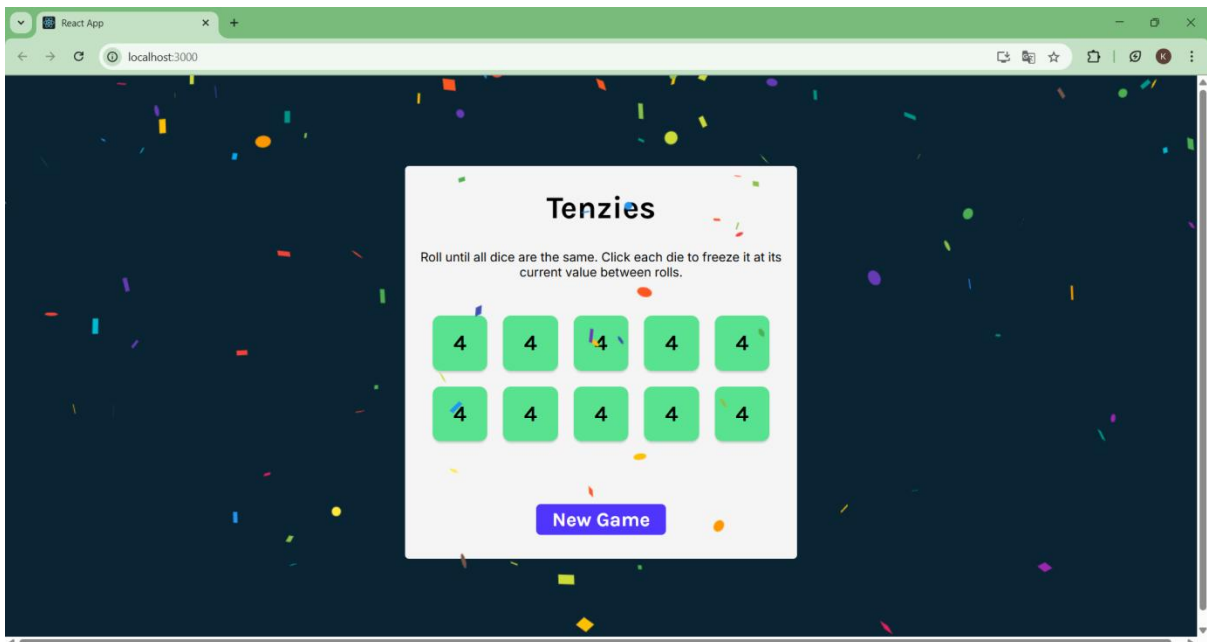 React App
localhost:3000
K
Tenzies
Roll until all dice are the same. Click each die to freeze it at its
current value between rolls.
4 4 4 4 4
4 4 4 4 4
New Game